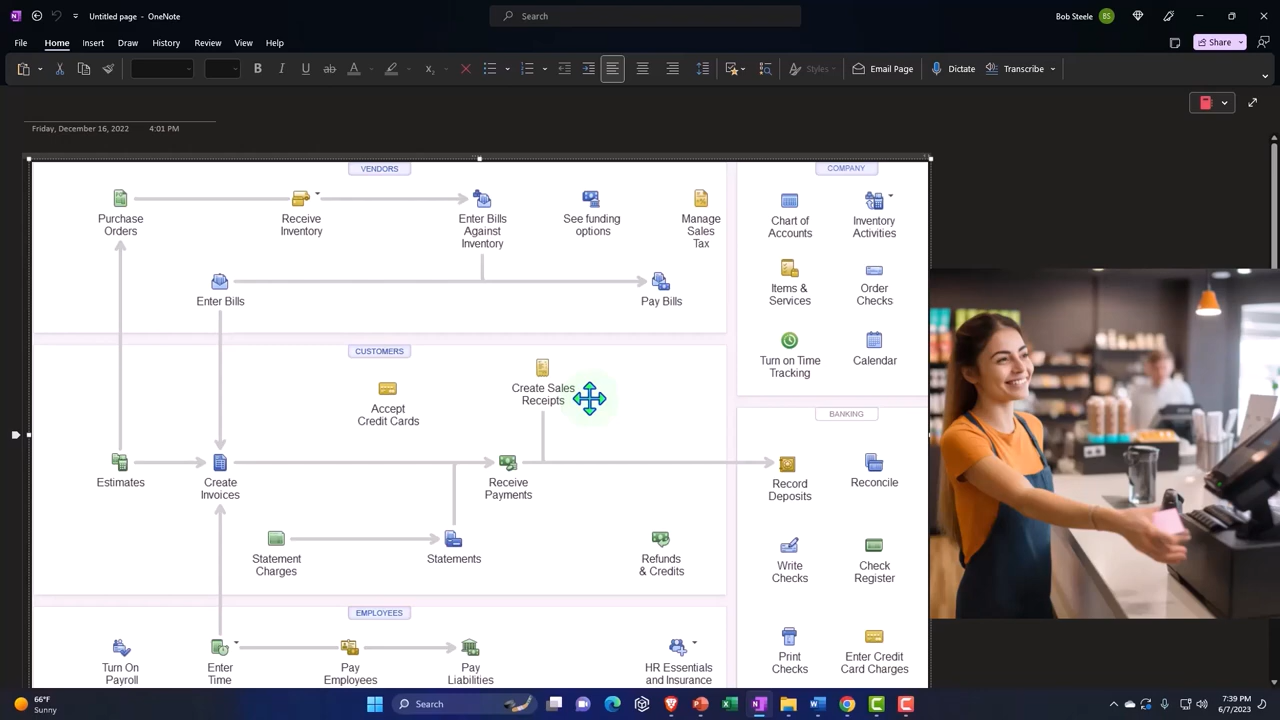 Untitled page - OneNote
Search
Bob Steele
BS
File
Home
Insert
Draw
History
Review
View
Help
Share
B
I
U
ab
A
Styles
Email Page
Dictate
Transcribe
Friday, December 16, 2022
4:01 PM
VENDORS
Purchase
Orders
Receive
Inventory
Enter Bills
Against
Inventory
See funding
options
Manage
Sales
Tax
Enter Bills
Pay Bills
COMPANY
Chart of
Accounts
Inventory
Activities
Items &
Services
Order
Checks
Turn on Time
Tracking
Calendar
CUSTOMERS
Accept
Credit Cards
Create Sales
Receipts
Estimates
Create
Invoices
Receive
Payments
Statement
Charges
Statements
Refunds
& Credits
BANKING
Record
Deposits
Reconcile
Write
Checks
Check
Register
Print
Checks
Enter Credit
Card Charges
EMPLOYEES
Turn On
Payroll
Enter
Time
Pay
Employees
Pay
Liabilities
HR Essentials
and Insurance
66°F
Sunny
Search
7:39 PM
6/7/2023